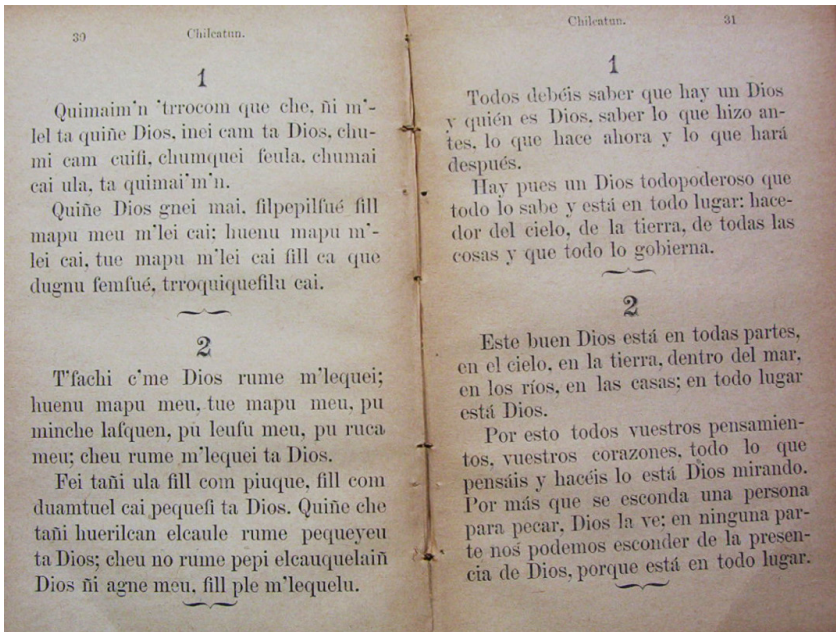 30
Chilcatun.
1
Quimaim'n 'trrocom que che, ñi m'-
lel ta quiñe Dios, inei cam ta Dios, chu-
mi cam cuifi, chumquei feula, chumai
cai ula, ta quimai'm'n.
Quiñe Dios gnei mai, filpepilfué fill
mapu meu m'lei cai; huenu mapu m'-
lei cai, tue mapu m'lei cai fill ca que
dugnu femfué, trroquiquefilu cai.
2
T'fachi c'me Dios rume m'lequei;
huenu mapu meu, tue mapu meu, pu
minche lafquen, pu leufu meu, pu ruca
meu; cheu rume m'lequei ta Dios.
Fei tañi ula fill com piuque, fill com
duamtuel cai pequefi ta Dios. Quiñe che
tañi huerilcan elcaule rume pequeyeu
ta Dios; cheu no rume pepi elcauquelaiñ
Dios ñi agne meu, fill ple m'lequelu.
Chilcatun.
31
1
Todos debéis saber que hay un Dios
y quién es Dios, saber lo que hizo an-
tes, lo que hace ahora y lo que hará
después.
Hay pues un Dios todopoderoso que
todo lo sabe y está en todo lugar: hace-
dor del cielo, de la tierra, de todas las
cosas y que todo lo gobierna.
2
Este buen Dios está en todas partes,
en el cielo, en la tierra, dentro del mar,
en los ríos, en las casas; en todo lugar
está Dios.
Por esto todos vuestros pensamien-
tos, vuestros corazones, todo lo que
pensáis y hacéis lo está Dios mirando.
Por más que se esconda una persona
para pecar, Dios la ve; en ninguna par-
te nos podemos esconder de la presen-
cia de Dios, porque está en todo lugar.